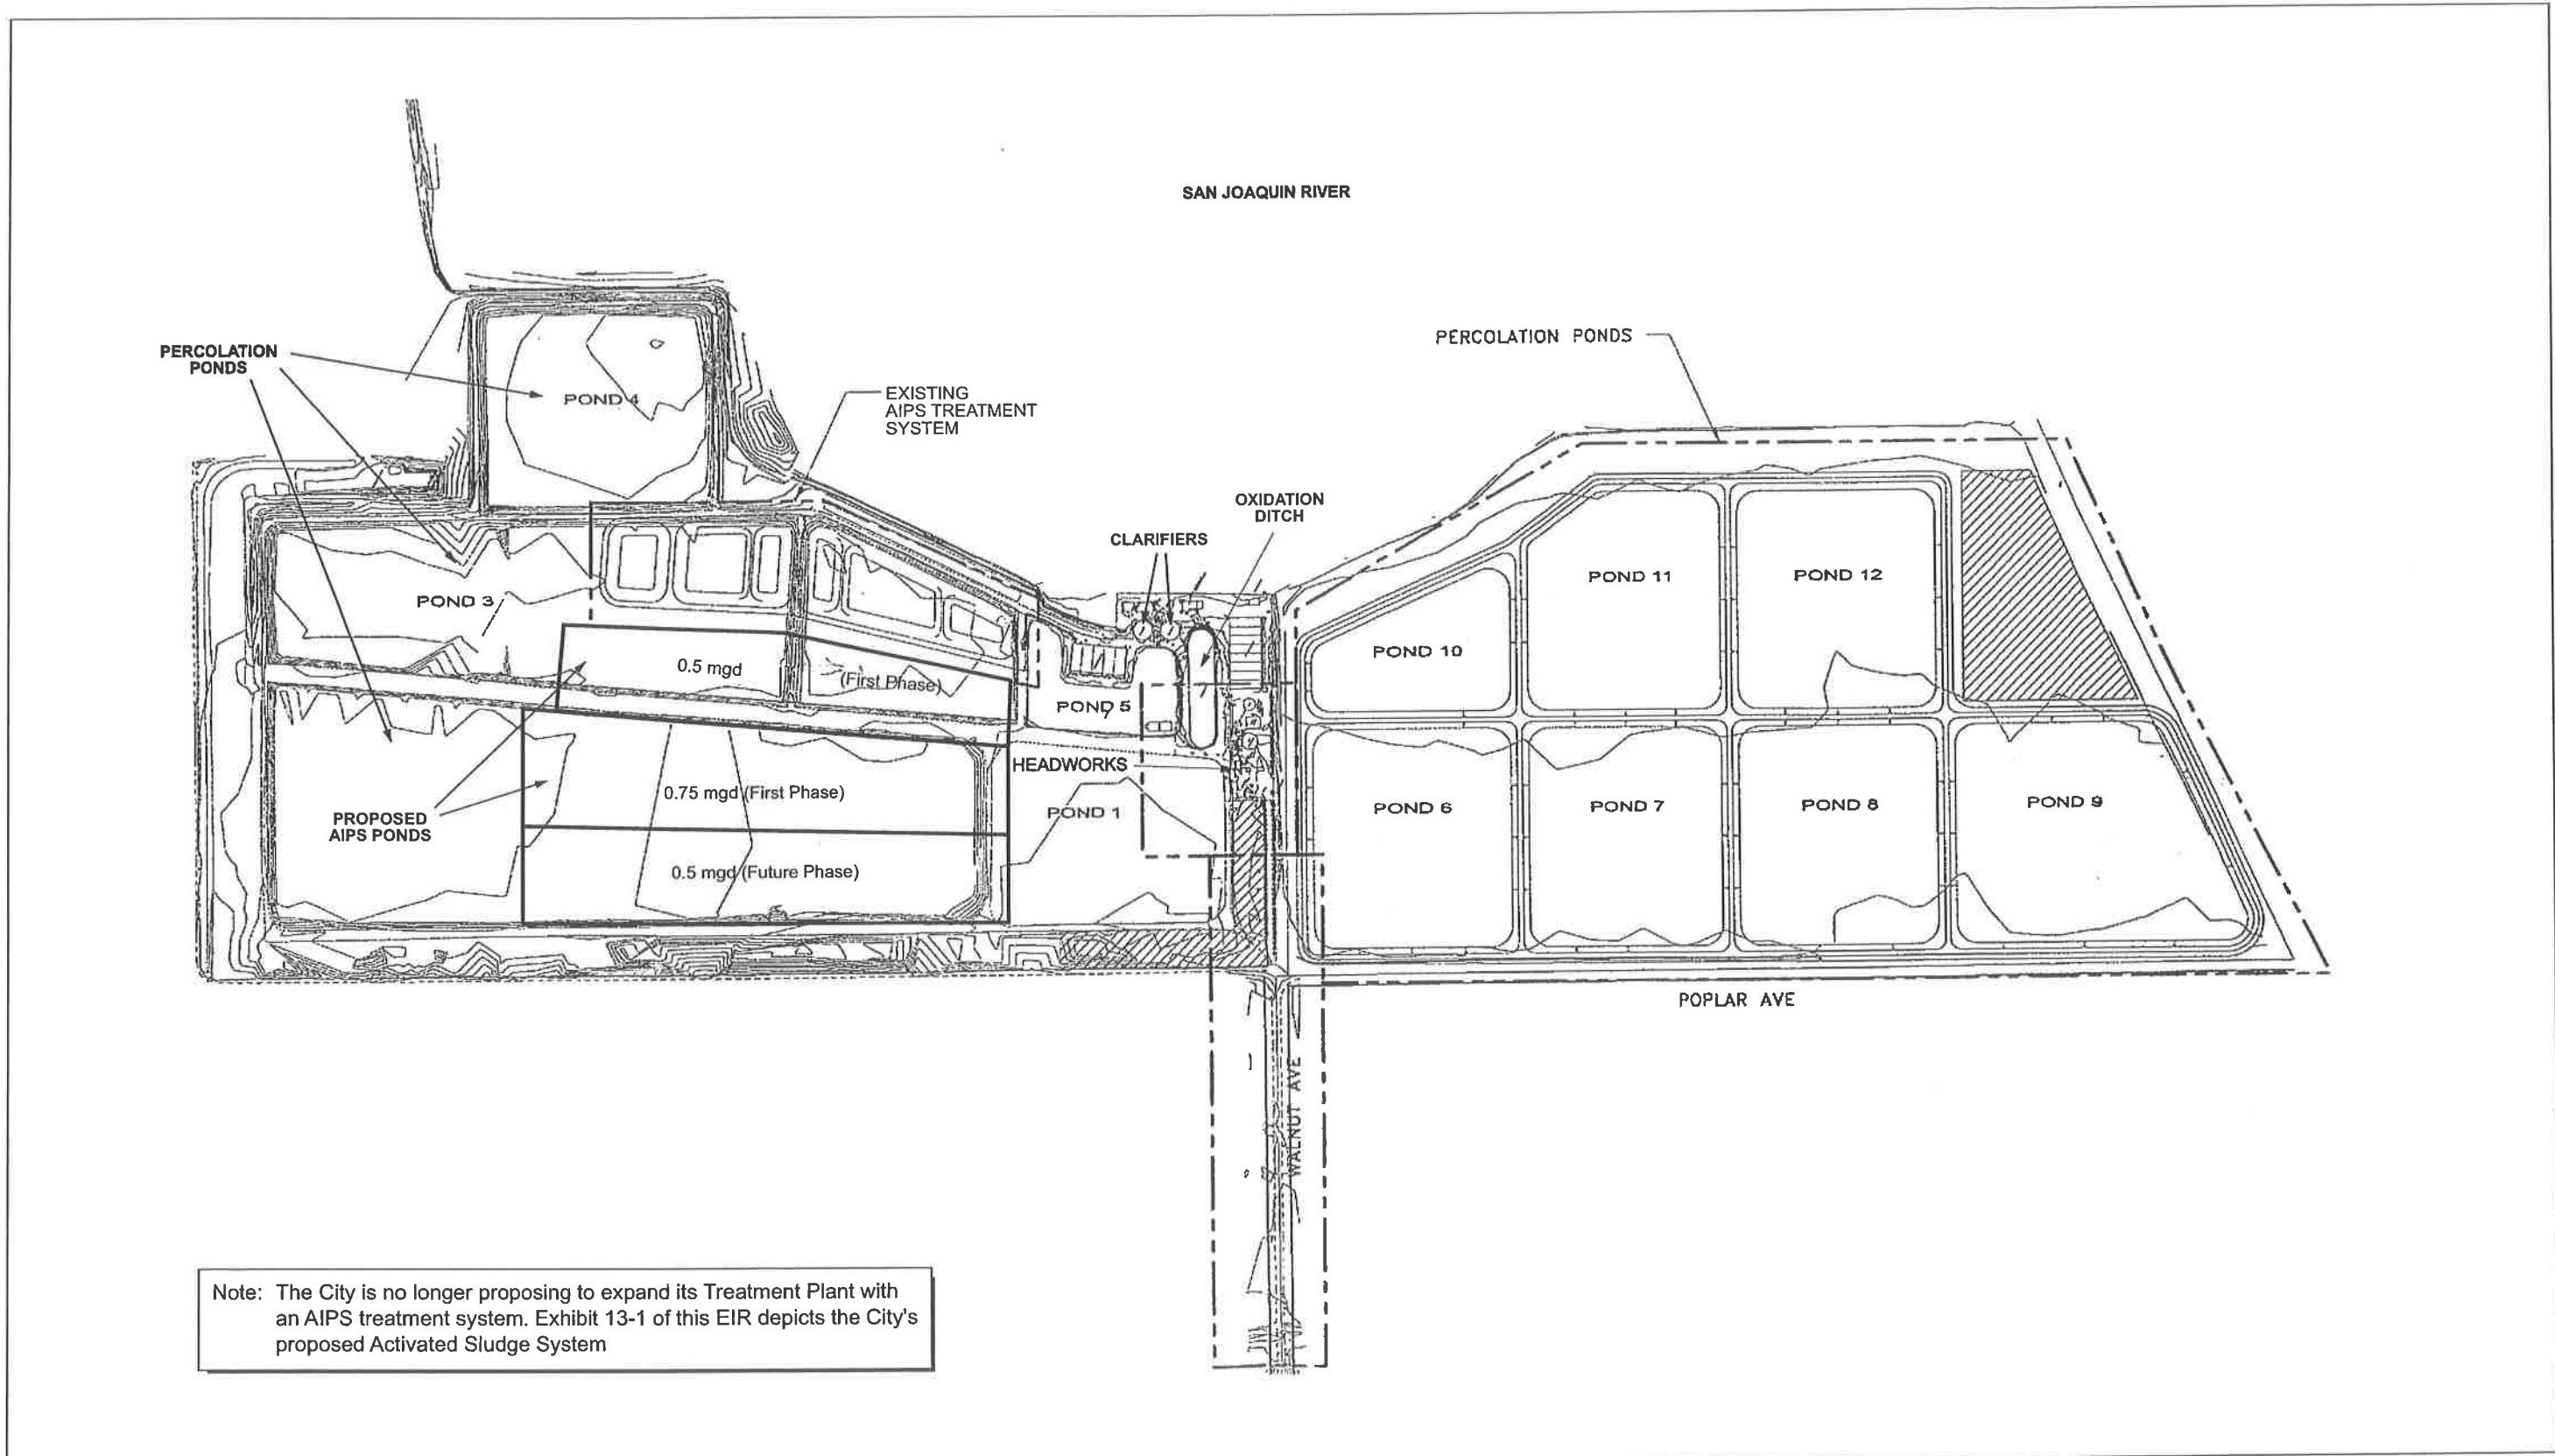 SAN JOAQUIN RIVER
PERCOLATION
PONDS
POND 4
EXISTING
AIPS TREATMENT
SYSTEM
PERCOLATION PONDS
OXIDATION
DITCH
CLARIFIERS
POND 3
POND 11
POND 12
POND 10
0.5 mgd
(First Phase)
POND 5
HEADWORKS
0.75 mgd (First Phase)
POND 1
POND 6
POND 7
POND 8
POND 9
PROPOSED
AIPS PONDS
0.5 mgd (Future Phase)
POPLAR AVE
WALNUT AVE
Note: The City is no longer proposing to expand its Treatment Plant with
an AIPS treatment system. Exhibit 13-1 of this EIR depicts the City's
proposed Activated Sludge System